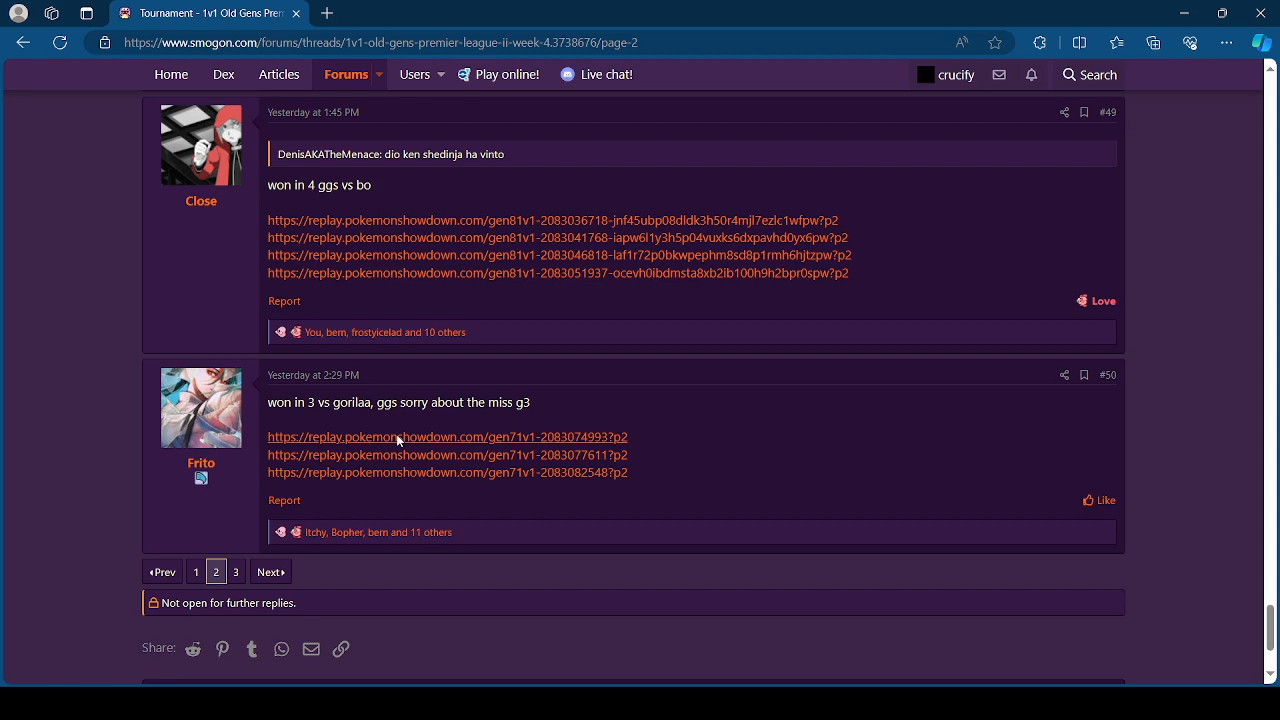 Tournament - 1v1 Old Gens Prem
https://www.smogon.com/forums/threads/1v1-old-gens-premier-league-ii-week-4.3738676/page-2
Home Dex Articles Forums Users Play online! Live chat! crucify Search
Yesterday at 1:45 PM #49
DenisAKATheMenace: dio ken shedinja ha vinto
won in 4 ggs vs bo
Close
https://replay.pokemonshowdown.com/gen81v1-2083036718-jnf45ubp08dldk3h50r4mjl7ezlc1wfpw?p2
https://replay.pokemonshowdown.com/gen81v1-2083041768-iapw6l1y3h5p04vuxks6dxpavhd0yx6pw?p2
https://replay.pokemonshowdown.com/gen81v1-2083046818-laf1r72p0bkwpephm8sd8p1rmh6hjtzpw?p2
https://replay.pokemonshowdown.com/gen81v1-2083051937-ocevh0ibdmsta8xb2ib100h9h2bpr0spw?p2
Report Love
You, bern, frostyicelad and 10 others
Yesterday at 2:29 PM #50
won in 3 vs gorilaa, ggs sorry about the miss g3
https://replay.pokemonshowdown.com/gen71v1-2083074993?p2
https://replay.pokemonshowdown.com/gen71v1-2083077611?p2
Frito
https://replay.pokemonshowdown.com/gen71v1-2083082548?p2
Report Like
Itchy, Bopher, bern and 11 others
Prev 1 2 3 Next
Not open for further replies.
Share: